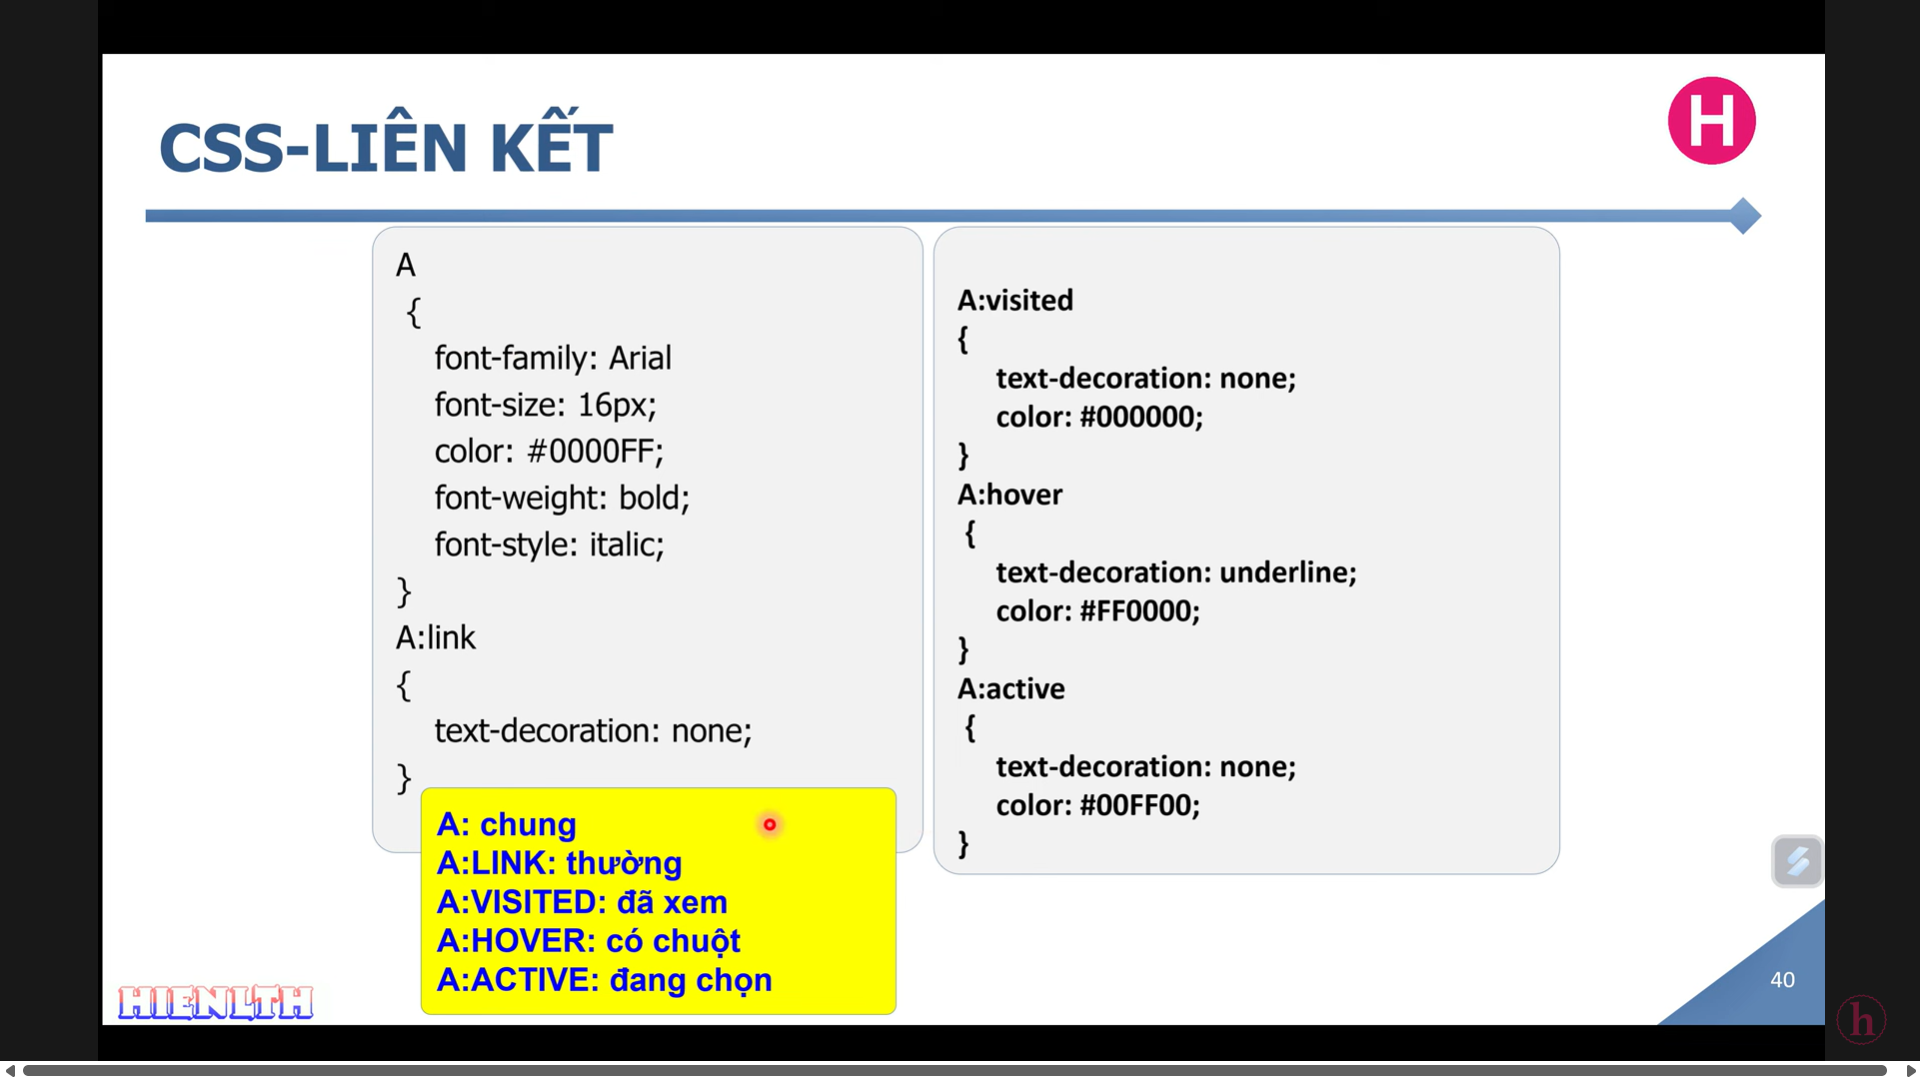 CSS-LIÊN KẾT
H
A
{
font-family: Arial
font-size: 16px;
color: #0000FF;
font-weight: bold;
font-style: italic;
}
A:link
{
text-decoration: none;
}
A:visited
{
text-decoration: none;
color: #000000;
}
A:hover
{
text-decoration: underline;
color: #FF0000;
}
A:active
{
text-decoration: none;
color: #00FF00;
}
A: chung
A:LINK: thường
A:VISITED: đã xem
A:HOVER: có chuột
A:ACTIVE: đang chọn
HIENLTH
40
h